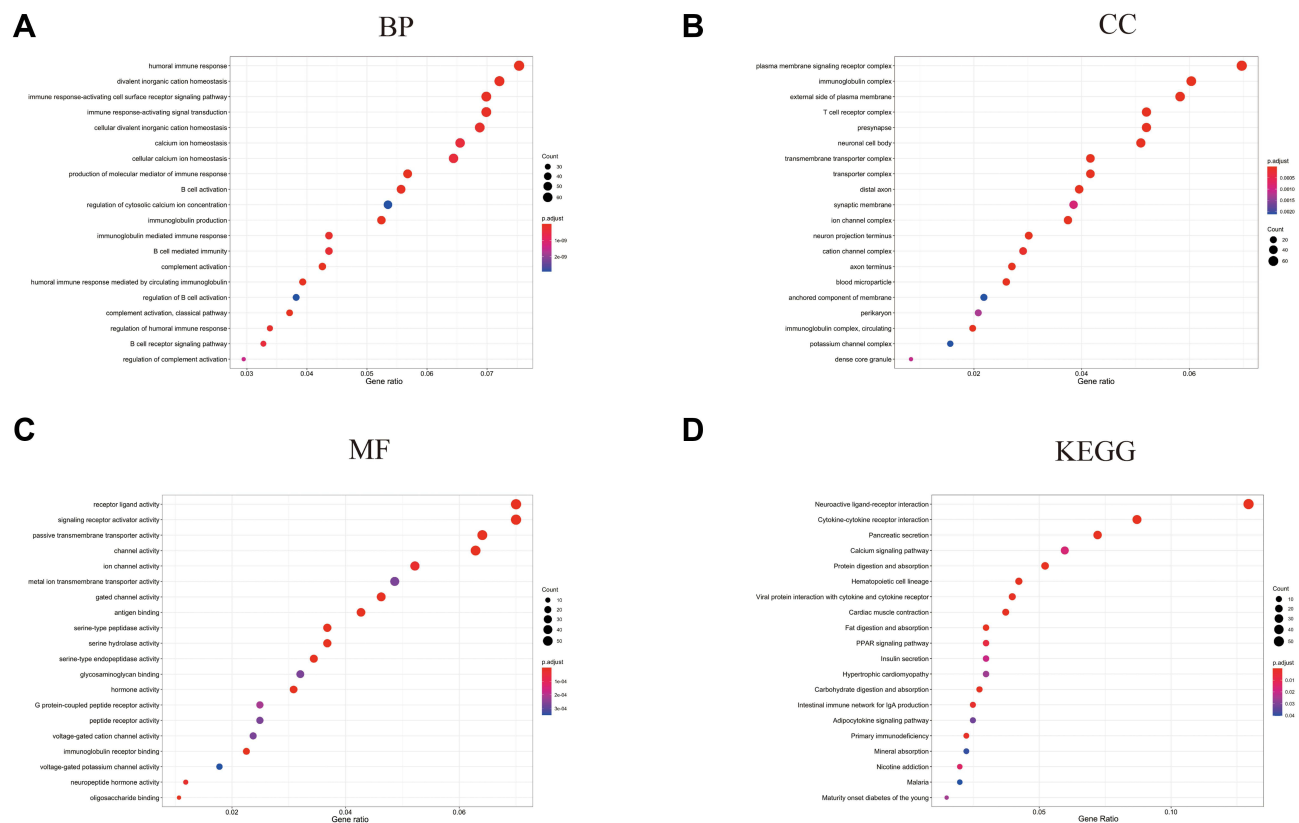 A
BP
humoral immune response
divalent inorganic cation homeostasis
immune response-activating cell surface receptor signaling pathway
immune response-activating signal transduction
cellular divalent inorganic cation homeostasis
calcium ion homeostasis
cellular calcium ion homeostasis
production of molecular mediator of immune response
B cell activation
regulation of cytosolic calcium ion concentration
immunoglobulin production
immunoglobulin mediated immune response
B cell mediated immunity
complement activation
humoral immune response mediated by circulating immunoglobulin
regulation of B cell activation
complement activation, classical pathway
regulation of humoral immune response
B cell receptor signaling pathway
regulation of complement activation
0.03 0.04 0.05 0.06 0.07
Gene ratio
Count
30
40
50
60
p.adjust
1e-09
2e-09
B
CC
plasma membrane signaling receptor complex
immunoglobulin complex
external side of plasma membrane
T cell receptor complex
presynapse
neuronal cell body
transmembrane transporter complex
transporter complex
distal axon
synaptic membrane
ion channel complex
neuron projection terminus
cation channel complex
axon terminus
blood microparticle
anchored component of membrane
perikaryon
immunoglobulin complex, circulating
potassium channel complex
dense core granule
0.02 0.04 0.06
Gene ratio
p.adjust
0.0005
0.0010
0.0015
0.0020
Count
20
40
60
C
MF
receptor ligand activity
signaling receptor activator activity
passive transmembrane transporter activity
channel activity
ion channel activity
metal ion transmembrane transporter activity
gated channel activity
antigen binding
serine-type peptidase activity
serine hydrolase activity
serine-type endopeptidase activity
glycosaminoglycan binding
hormone activity
G protein-coupled peptide receptor activity
peptide receptor activity
voltage-gated cation channel activity
immunoglobulin receptor binding
voltage-gated potassium channel activity
neuropeptide hormone activity
oligosaccharide binding
0.02 0.04 0.06
Gene ratio
Count
10
20
30
40
50
p.adjust
1e-04
2e-04
3e-04
D
KEGG
Neuroactive ligand-receptor interaction
Cytokine-cytokine receptor interaction
Pancreatic secretion
Calcium signaling pathway
Protein digestion and absorption
Hematopoietic cell lineage
Viral protein interaction with cytokine and cytokine receptor
Cardiac muscle contraction
Fat digestion and absorption
PPAR signaling pathway
Insulin secretion
Hypertrophic cardiomyopathy
Carbohydrate digestion and absorption
Intestinal immune network for IgA production
Adipocytokine signaling pathway
Primary immunodeficiency
Mineral absorption
Nicotine addiction
Malaria
Maturity onset diabetes of the young
0.05 0.10
Gene Ratio
Count
10
20
30
40
50
p.adjust
0.01
0.02
0.03
0.04